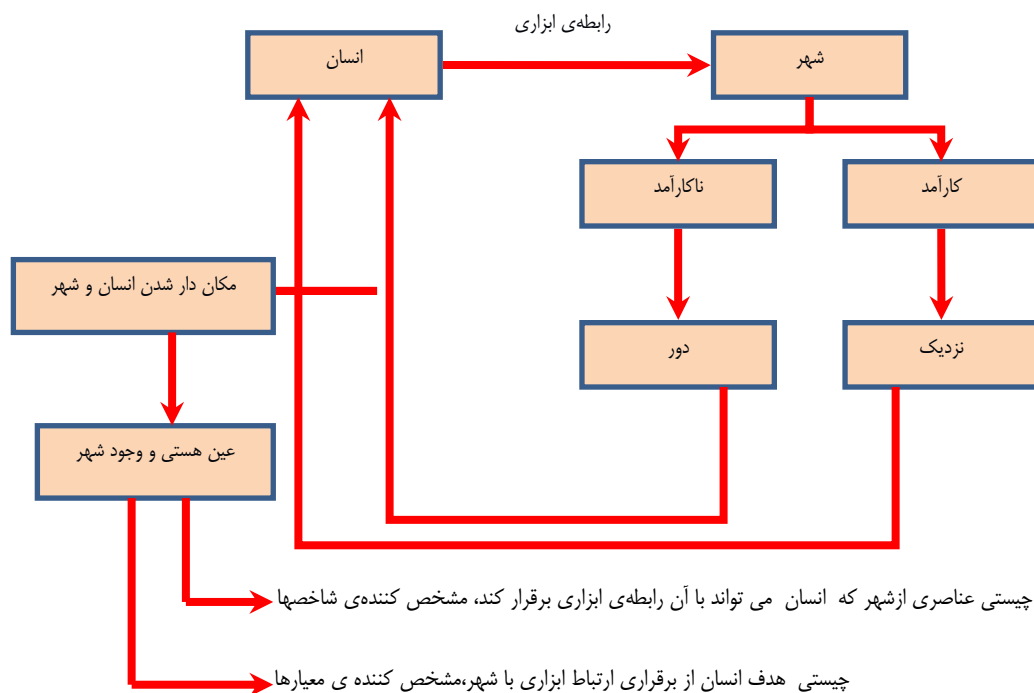 رابطه‌ی ابزاری
شهر
انسان
کارآمد
ناکارآمد
مکان دار شدن انسان و شهر
نزدیک
دور
عین هستی و وجود شهر
چیستی عناصری ازشهر که انسان می تواند با آن رابطه‌ی ابزاری برقرار کند، مشخص کننده‌ی شاخصها
چیستی هدف انسان از برقراری ارتباط ابزاری با شهر،مشخص کننده ی معیارها